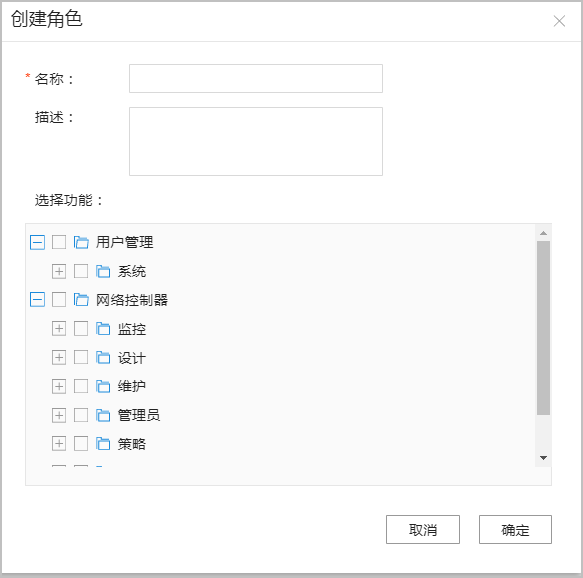 创建角色
* 名称：
描述：
选择功能：
用户管理
系统
网络控制器
监控
设计
维护
管理员
策略
取消 确定